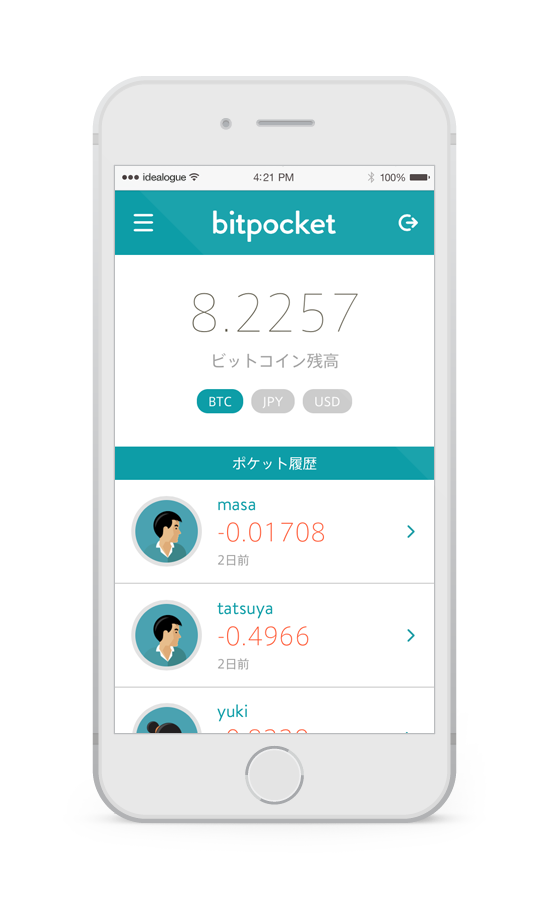 ●●● idealogue 4:21 PM 100%
bitpocket
8.2257
ビットコイン残高
BTC JPY USD
ポケット履歴
masa
-0.01708
2日前
tatsuya
-0.4966
2日前
yuki